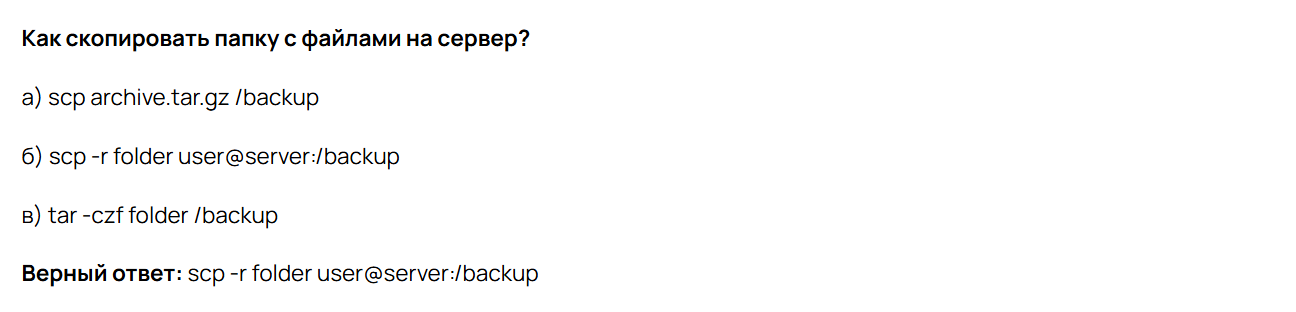 Как скопировать папку с файлами на сервер?
а) scp archive.tar.gz /backup
б) scp -r folder user@server:/backup
в) tar -czf folder /backup
Верный ответ: scp -r folder user@server:/backup